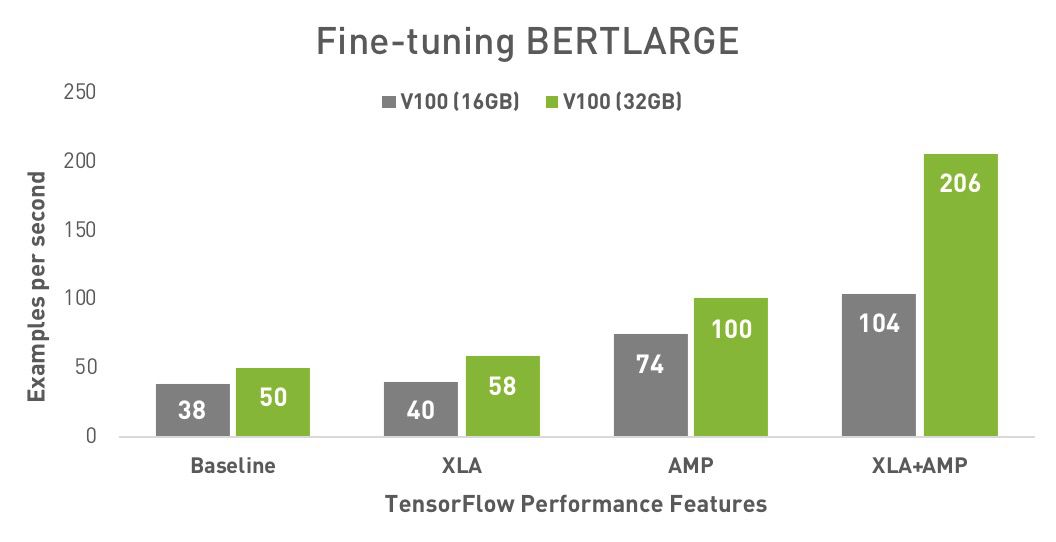 Fine-tuning BERTLARGE
V100 (16GB) V100 (32GB)
250
200
150
100
50
0
Examples per second
38 50 40 58 74 100 104 206
Baseline XLA AMP XLA+AMP
TensorFlow Performance Features